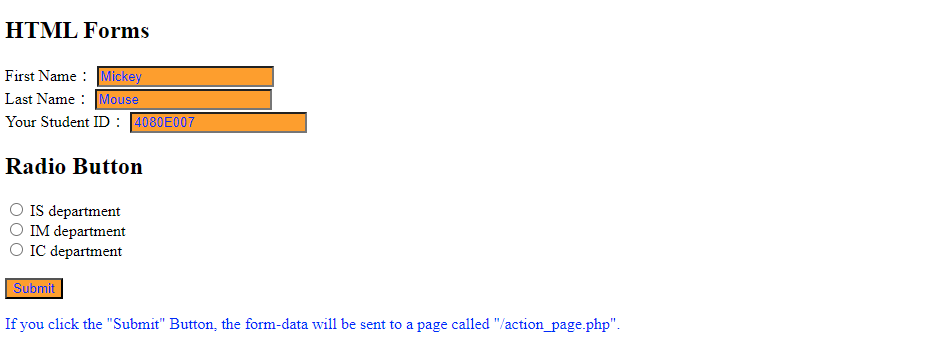 HTML Forms
First Name： Mickey
Last Name： Mouse
Your Student ID： 4080E007
Radio Button
IS department
IM department
IC department
Submit
If you click the "Submit" Button, the form-data will be sent to a page called "/action_page.php".